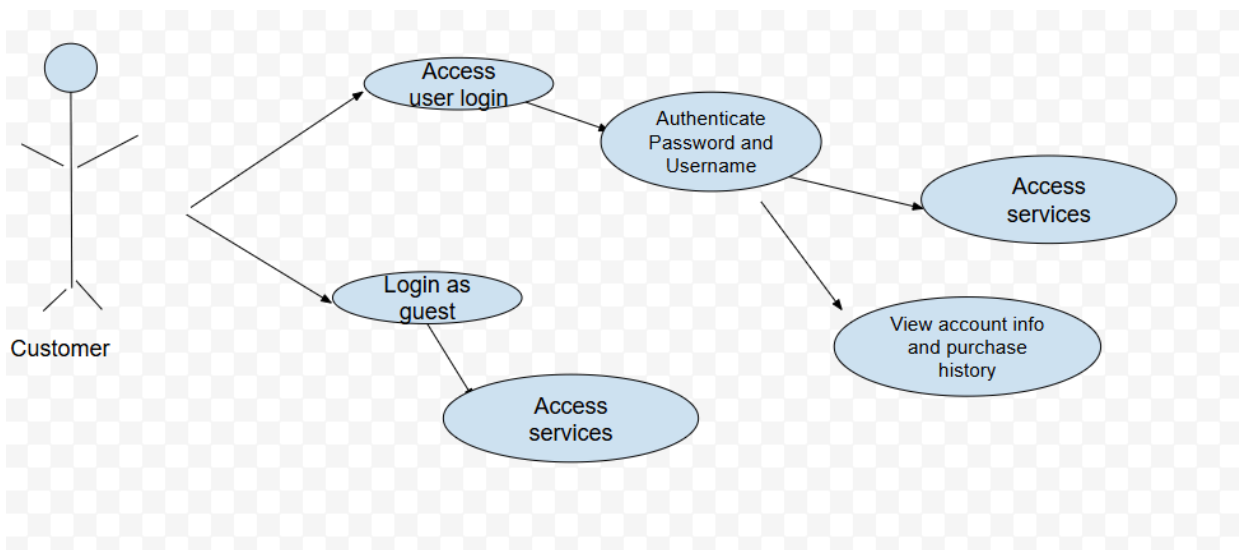 Access
user login
Authenticate
Password and
Username
Access
services
Login as
guest
View account info
and purchase
history
Customer
Access
services